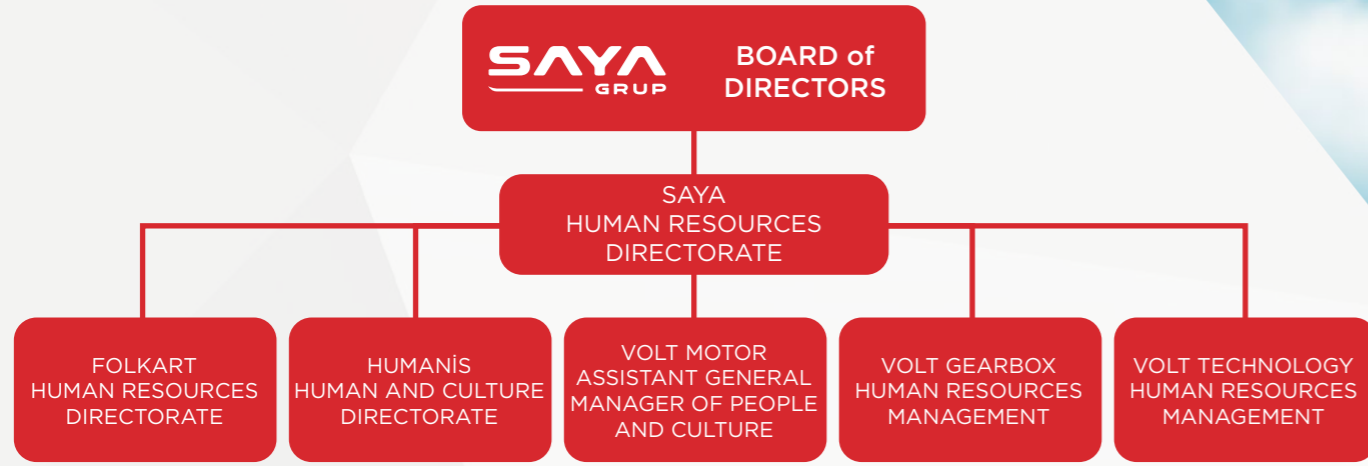 SAYA
GRUP
BOARD of
DIRECTORS
SAYA
HUMAN RESOURCES
DIRECTORATE
FOLKART
HUMAN RESOURCES
DIRECTORATE
HUMANİS
HUMAN AND CULTURE
DIRECTORATE
VOLT MOTOR
ASSISTANT GENERAL
MANAGER OF PEOPLE
AND CULTURE
VOLT GEARBOX
HUMAN RESOURCES
MANAGEMENT
VOLT TECHNOLOGY
HUMAN RESOURCES
MANAGEMENT